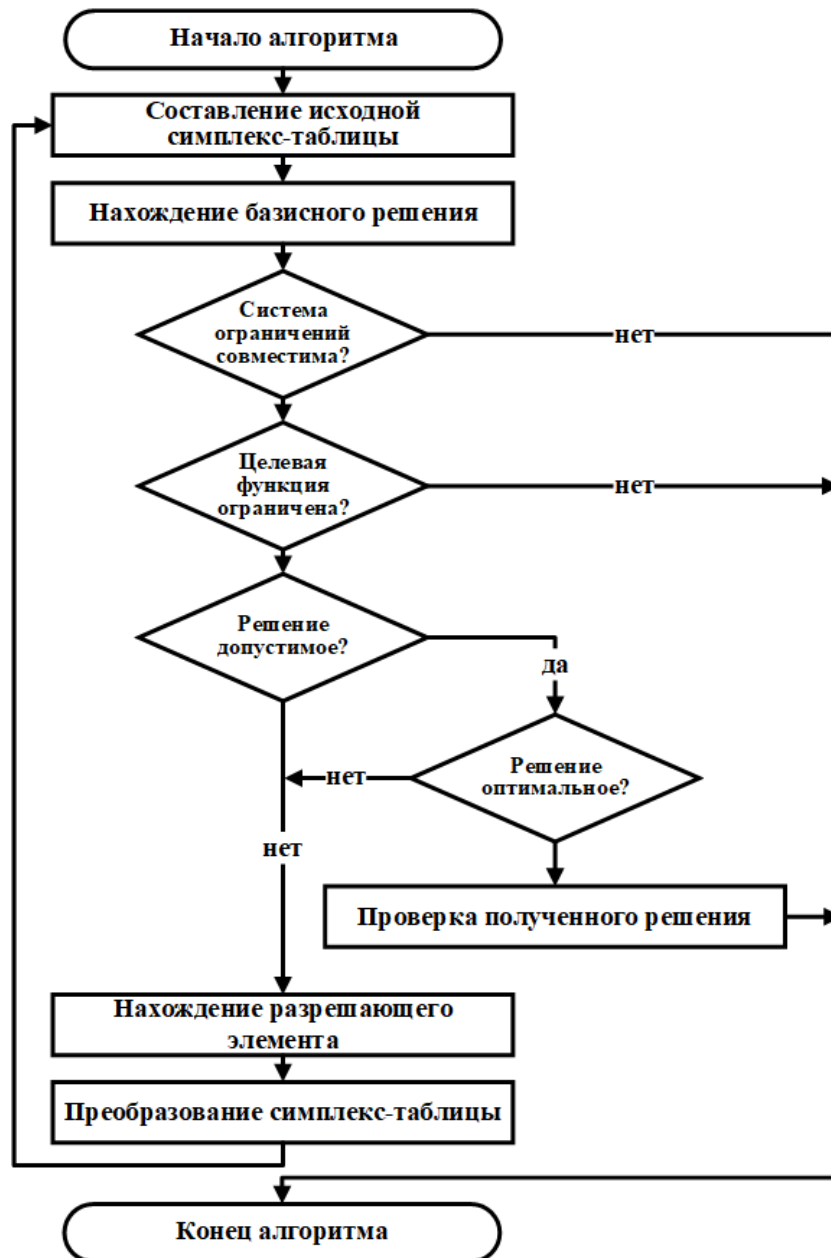 Начало алгоритма
Составление исходной
симплекс-таблицы
Нахождение базисного решения
Система
ограничений
совместима?
нет
Целевая
функция
ограничена?
нет
Решение
допустимое?
да
Решение
оптимальное?
нет
нет
Проверка полученного решения
Нахождение разрешающего
элемента
Преобразование симплекс-таблицы
Конец алгоритма